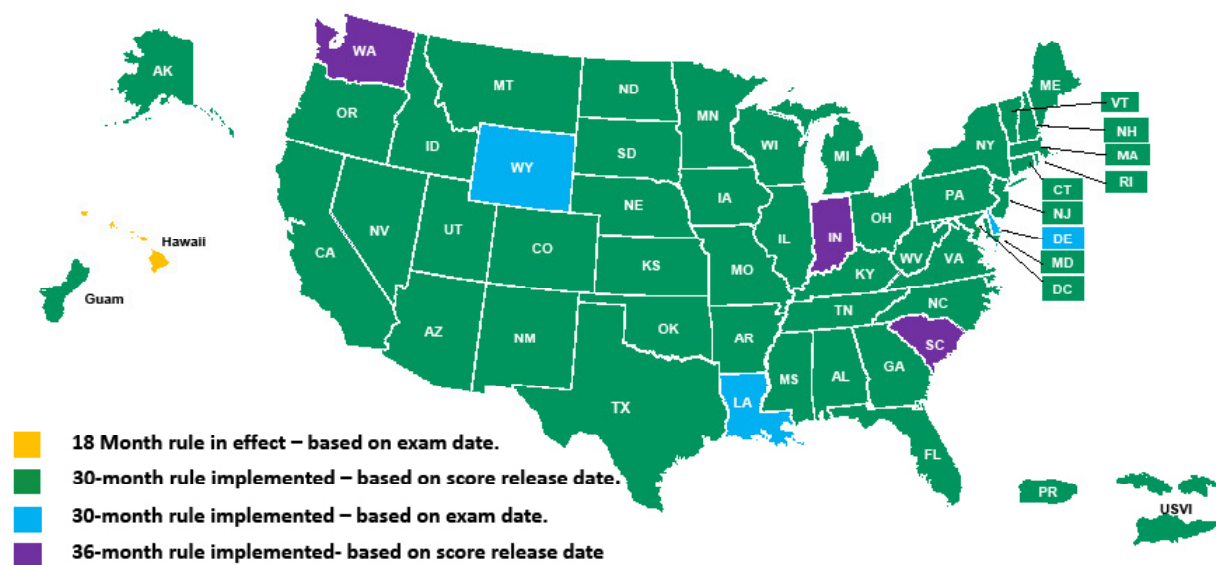 WA
AK
MT
ND
MN
ME
VT
OR
ID
WY
SD
WI
MI
NY
NH
MA
RI
CT
NJ
DE
MD
DC
NE
IA
PA
NV
UT
CO
KS
MO
IL
IN
OH
WV
VA
KY
CA
Hawaii
Guam
AZ
NM
OK
AR
TN
NC
SC
MS
AL
GA
TX
LA
FL
PR
USVI
18 Month rule in effect – based on exam date.
30-month rule implemented – based on score release date.
30-month rule implemented – based on exam date.
36-month rule implemented- based on score release date